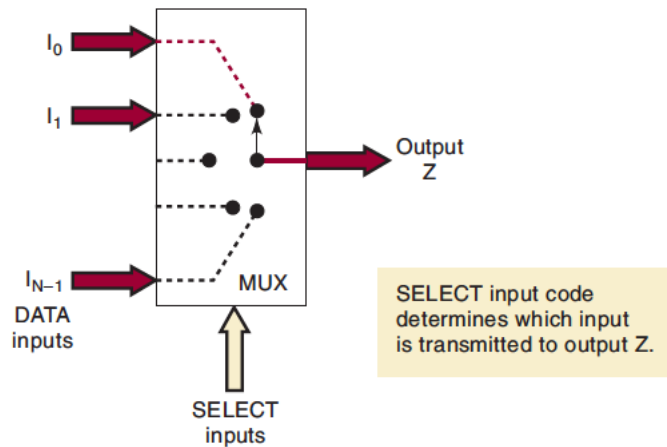 I₀
I₁
Output
Z
I_N−1
MUX
DATA
inputs
SELECT input code
determines which input
is transmitted to output Z.
SELECT
inputs